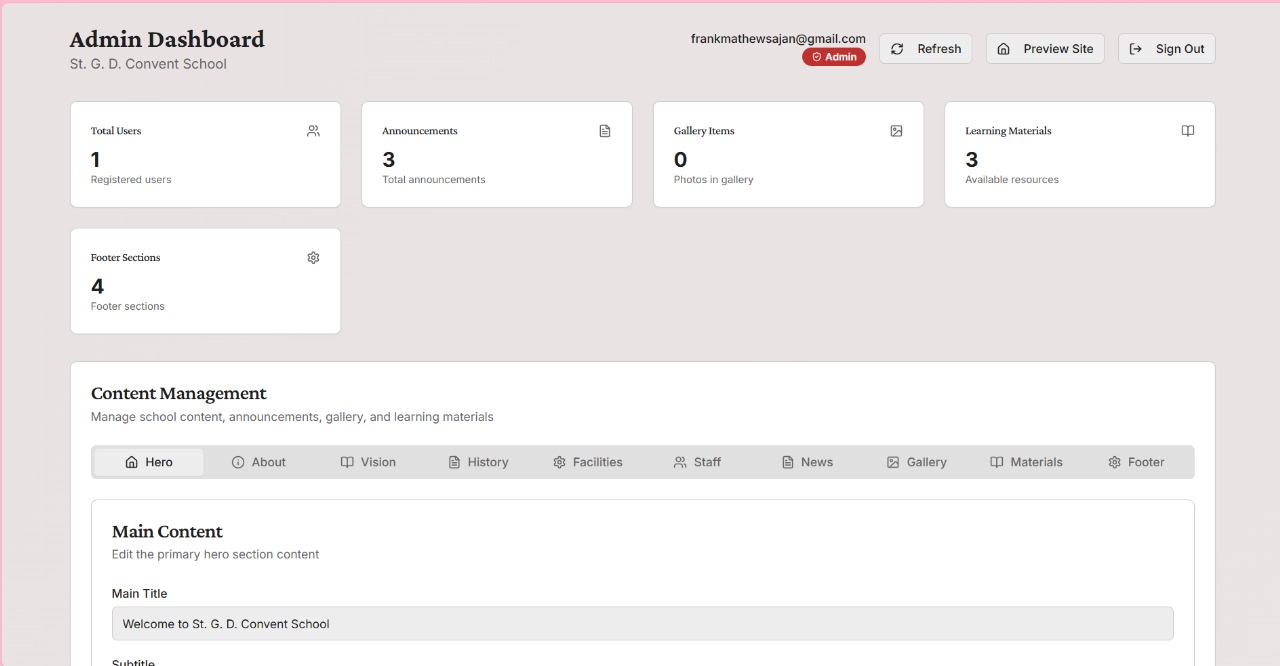 Admin Dashboard
St. G. D. Convent School
frankmathewsajan@gmail.com
Admin
Refresh
Preview Site
Sign Out
Total Users
1
Registered users
Announcements
3
Total announcements
Gallery Items
0
Photos in gallery
Learning Materials
3
Available resources
Footer Sections
4
Footer sections
Content Management
Manage school content, announcements, gallery, and learning materials
Hero
About
Vision
History
Facilities
Staff
News
Gallery
Materials
Footer
Main Content
Edit the primary hero section content
Main Title
Welcome to St. G. D. Convent School
Subtitle